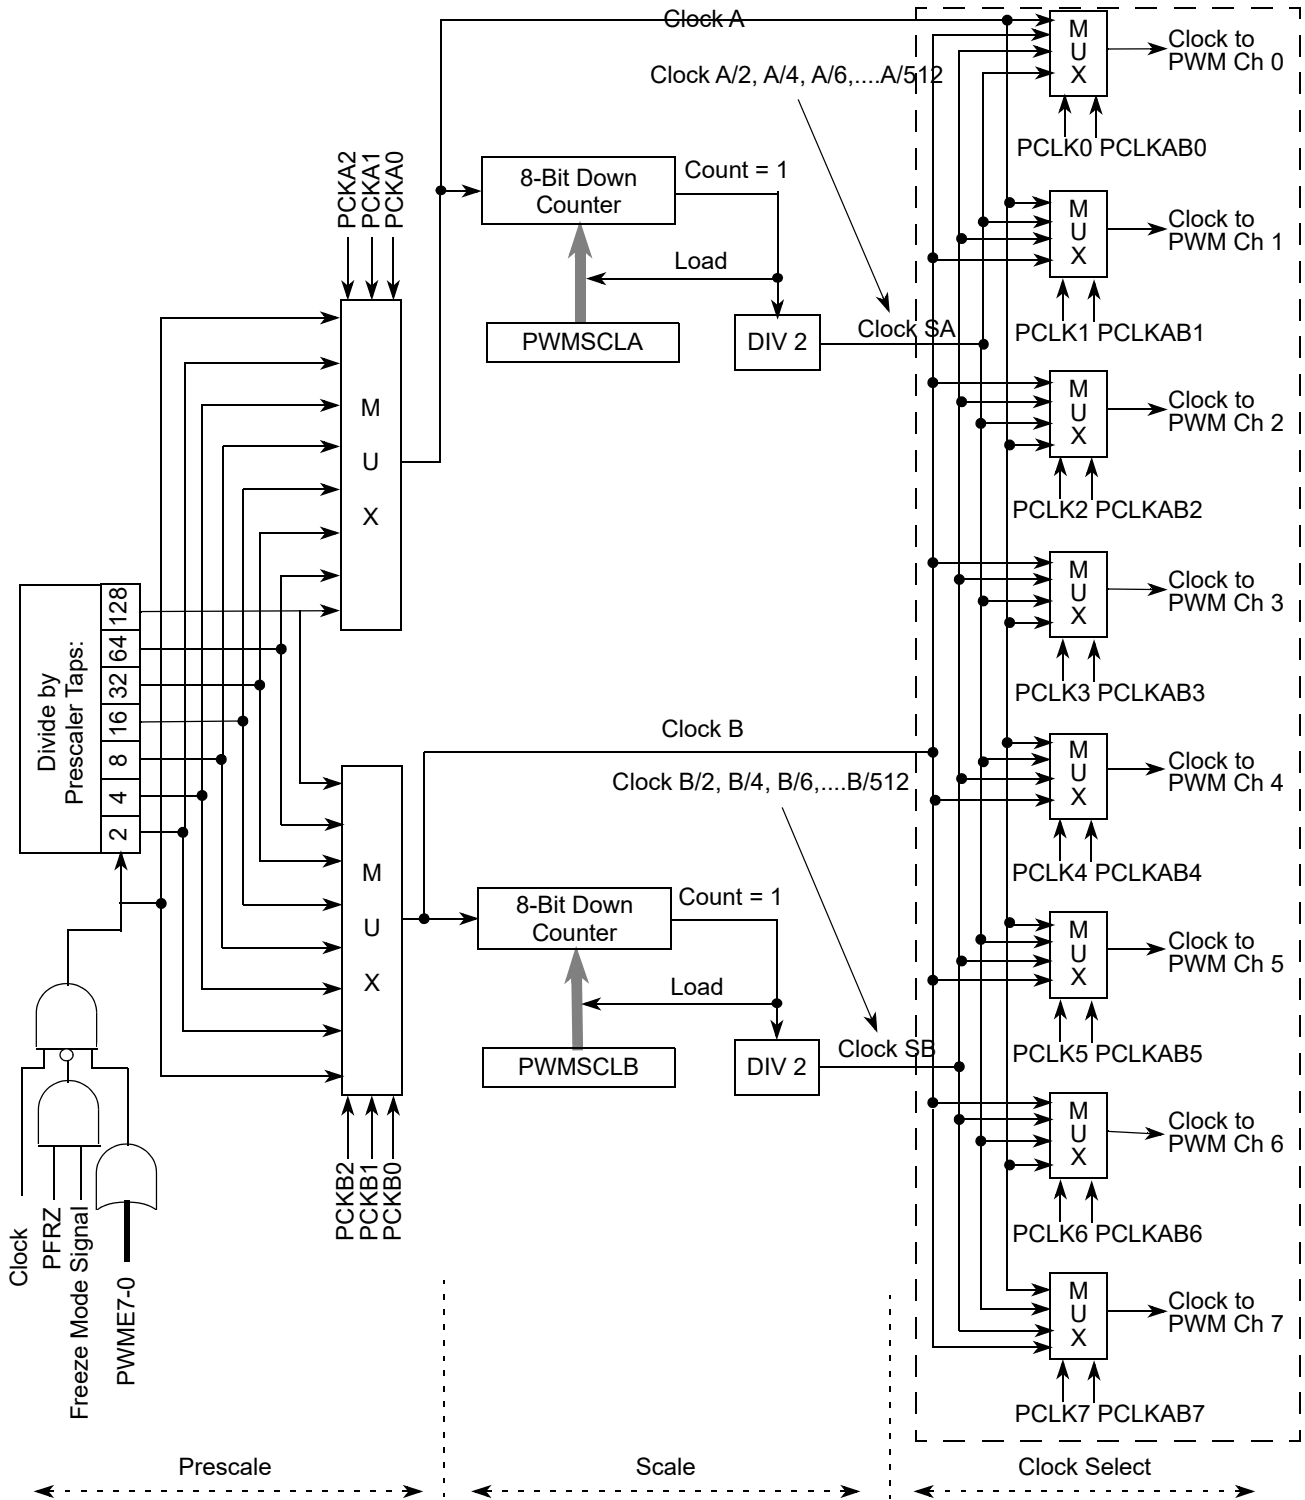 Clock A
Clock A/2, A/4, A/6,....A/512
PCKA2
PCKA1
PCKA0
8-Bit Down
Counter
Count = 1
Load
PWMSCLA
DIV 2
Clock SA
M
U
X
Divide by
Prescaler Taps:
128
64
32
16
8
4
2
Clock B
Clock B/2, B/4, B/6,....B/512
M
U
X
8-Bit Down
Counter
Count = 1
Load
PWMSCLB
DIV 2
Clock SB
PCKB2
PCKB1
PCKB0
Clock
PFRZ
Freeze Mode Signal
PWME7-0
M
U
X
Clock to
PWM Ch 0
PCLK0 PCLKAB0
M
U
X
Clock to
PWM Ch 1
PCLK1 PCLKAB1
M
U
X
Clock to
PWM Ch 2
PCLK2 PCLKAB2
M
U
X
Clock to
PWM Ch 3
PCLK3 PCLKAB3
M
U
X
Clock to
PWM Ch 4
PCLK4 PCLKAB4
M
U
X
Clock to
PWM Ch 5
PCLK5 PCLKAB5
M
U
X
Clock to
PWM Ch 6
PCLK6 PCLKAB6
M
U
X
Clock to
PWM Ch 7
PCLK7 PCLKAB7
Prescale
Scale
Clock Select